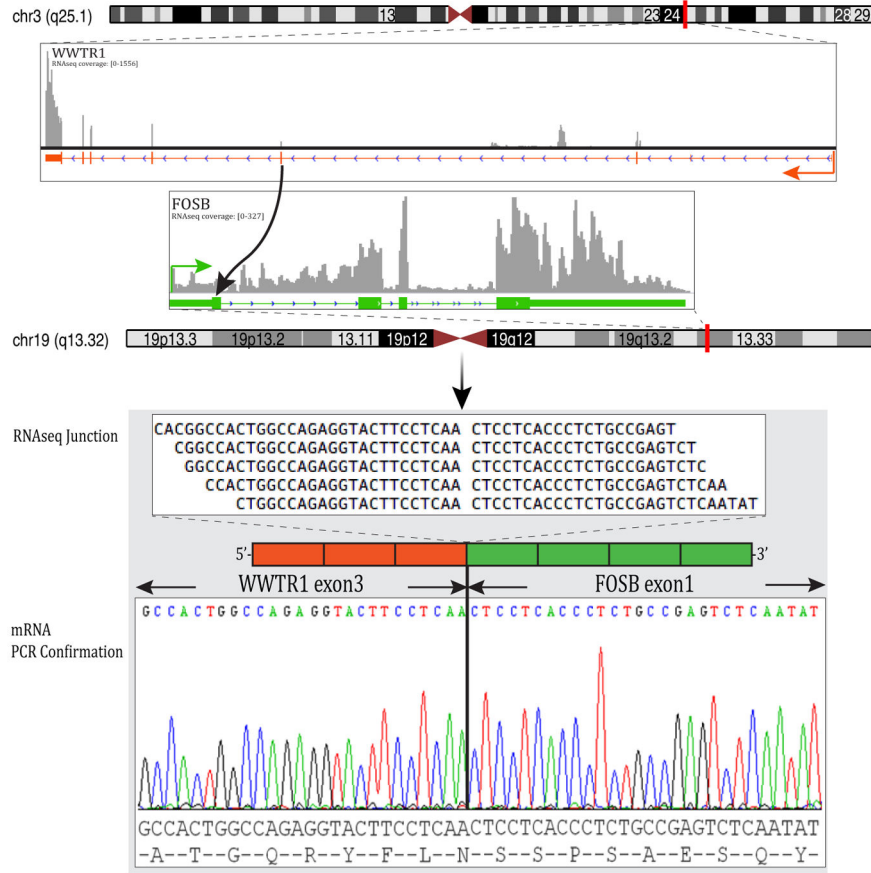 chr3 (q25.1) 13 23 24 28 29
WWTR1
RNAseq coverage: [0-1556]
FOSB
RNAseq coverage: [0-327]
chr19 (q13.32) 19p13.3 19p13.2 13.11 19p12 19q12 19q13.2 13.33
RNAseq Junction
CACGGCCACTGGCCAGAGGTACTTCCTCAA CTCCTCACCCTCTGCCGAGT
CGGCCACTGGCCAGAGGTACTTCCTCAA CTCCTCACCCTCTGCCGAGTCT
GGCCACTGGCCAGAGGTACTTCCTCAA CTCCTCACCCTCTGCCGAGTCTC
CCACTGGCCAGAGGTACTTCCTCAA CTCCTCACCCTCTGCCGAGTCTCAA
CTGGCCAGAGGTACTTCCTCAA CTCCTCACCCTCTGCCGAGTCTCAATAT
5'- -3'
WWTR1 exon3 FOSB exon1
mRNA
PCR Confirmation
GCCACTGGCCAGAGGTACTTCCTCAACTCCTCACCCTCTGCCGAGTCTCAATAT
GCCACTGGCCAGAGGTACTTCCTCAACTCCTCACCCTCTGCCGAGTCTCAATAT
-A--T--G--Q--R--Y--F--L--N--S--S--P--S--A--E--S--Q--Y-